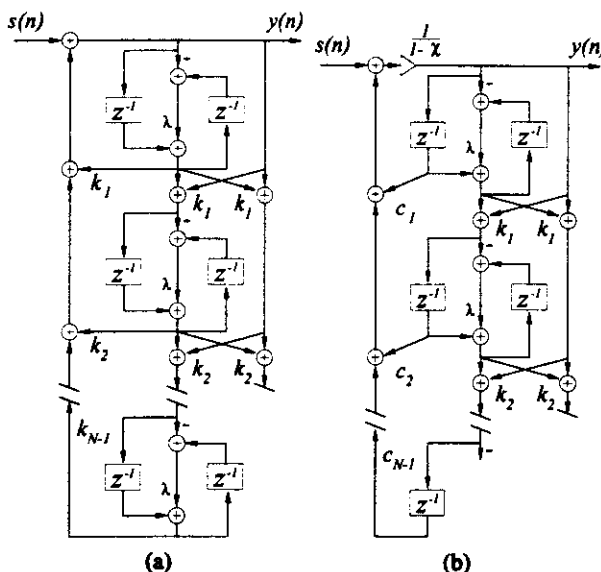 s(n) y(n)
-
z⁻¹ λ z⁻¹
k₁ k₁ k₁
-
z⁻¹ λ z⁻¹
k₂ k₂ k₂
k_{N-1}
-
z⁻¹ λ z⁻¹
(a)
s(n) 1/(1-χ) y(n)
-
z⁻¹ λ z⁻¹
c₁ k₁ k₁
-
z⁻¹ λ z⁻¹
c₂ k₂ k₂
c_{N-1}
-
z⁻¹
(b)